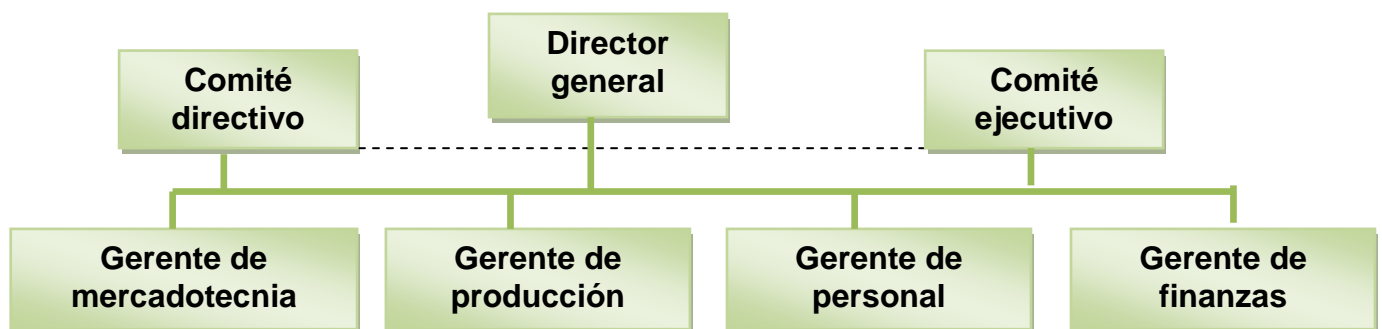 Director
general
Comité
directivo
Comité
ejecutivo
Gerente de
mercadotecnia
Gerente de
producción
Gerente de
personal
Gerente de
finanzas